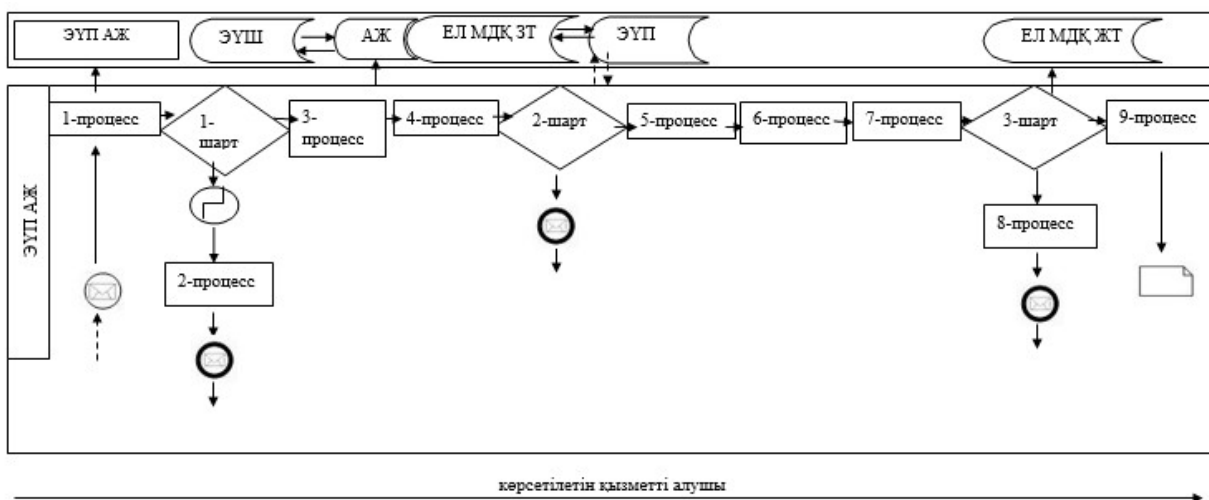 ЭҮП АЖ
ЭҮШ
АЖ
ЕЛ МДҚ ЗТ
ЭҮП
ЕЛ МДҚ ЖТ
ЭҮП АЖ
1-процесс
1-
шарт
3-
процесс
4-процесс
2-шарт
5-процесс
6-процесс
7-процесс
3-шарт
9-процесс
2-процесс
8-процесс
көрсетілетін қызметті алушы